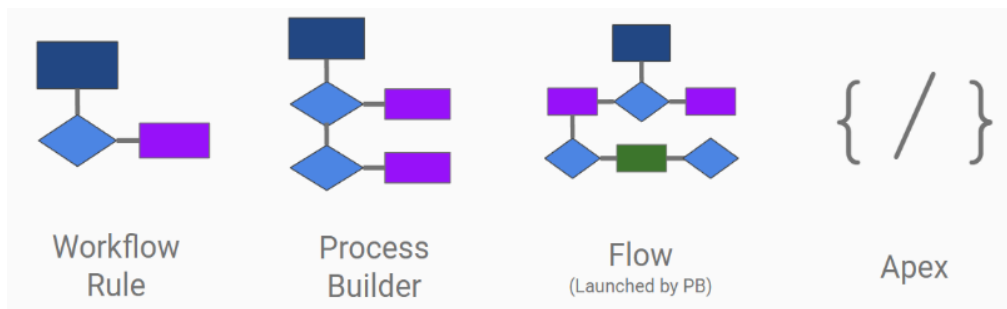 { / }
Workflow
Rule
Process
Builder
Flow
(Launched by PB)
Apex